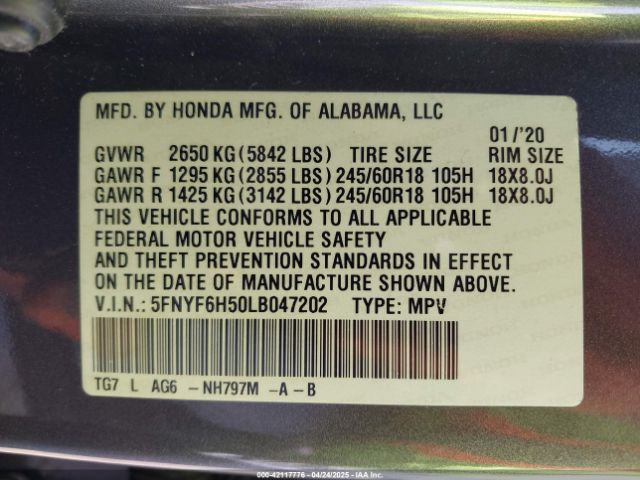 MFD. BY HONDA MFG. OF ALABAMA, LLC
01/'20
GVWR 2650 KG (5842 LBS) TIRE SIZE RIM SIZE
GAWR F 1295 KG (2855 LBS) 245/60R18 105H 18X8.0J
GAWR R 1425 KG (3142 LBS) 245/60R18 105H 18X8.0J
THIS VEHICLE CONFORMS TO ALL APPLICABLE
FEDERAL MOTOR VEHICLE SAFETY
AND THEFT PREVENTION STANDARDS IN EFFECT
ON THE DATE OF MANUFACTURE SHOWN ABOVE.
V.I.N.: 5FNYF6H50LB047202 TYPE: MPV
TG7 L AG6 -NH797M -A-B
000-42117776 - 04/24/2025 - IAA Inc.